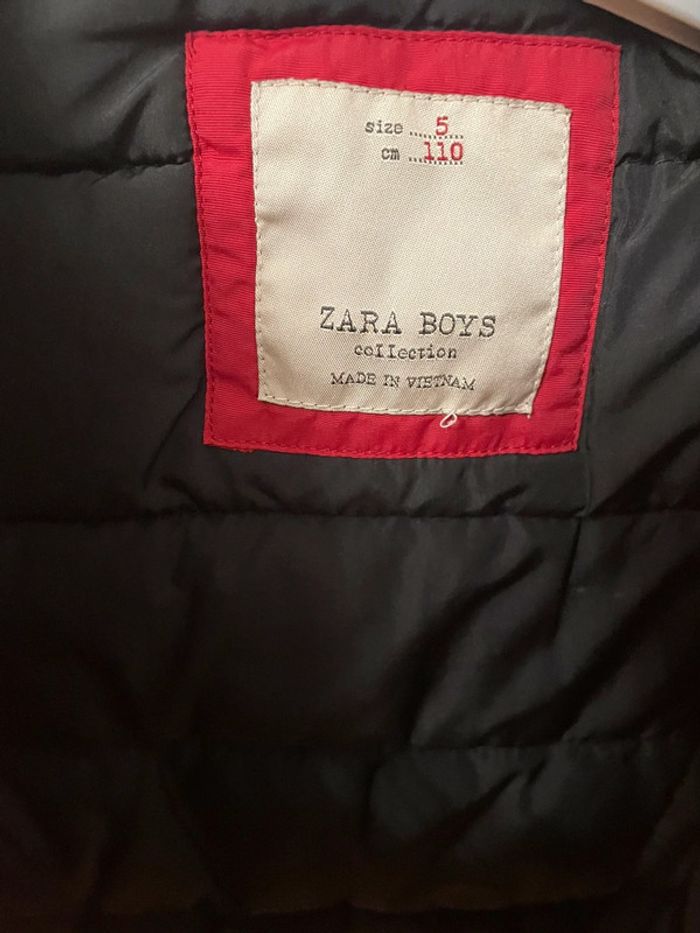 size ..... 5 .....
cm ... 110
ZARA BOYS
collection
MADE IN VIETNAM